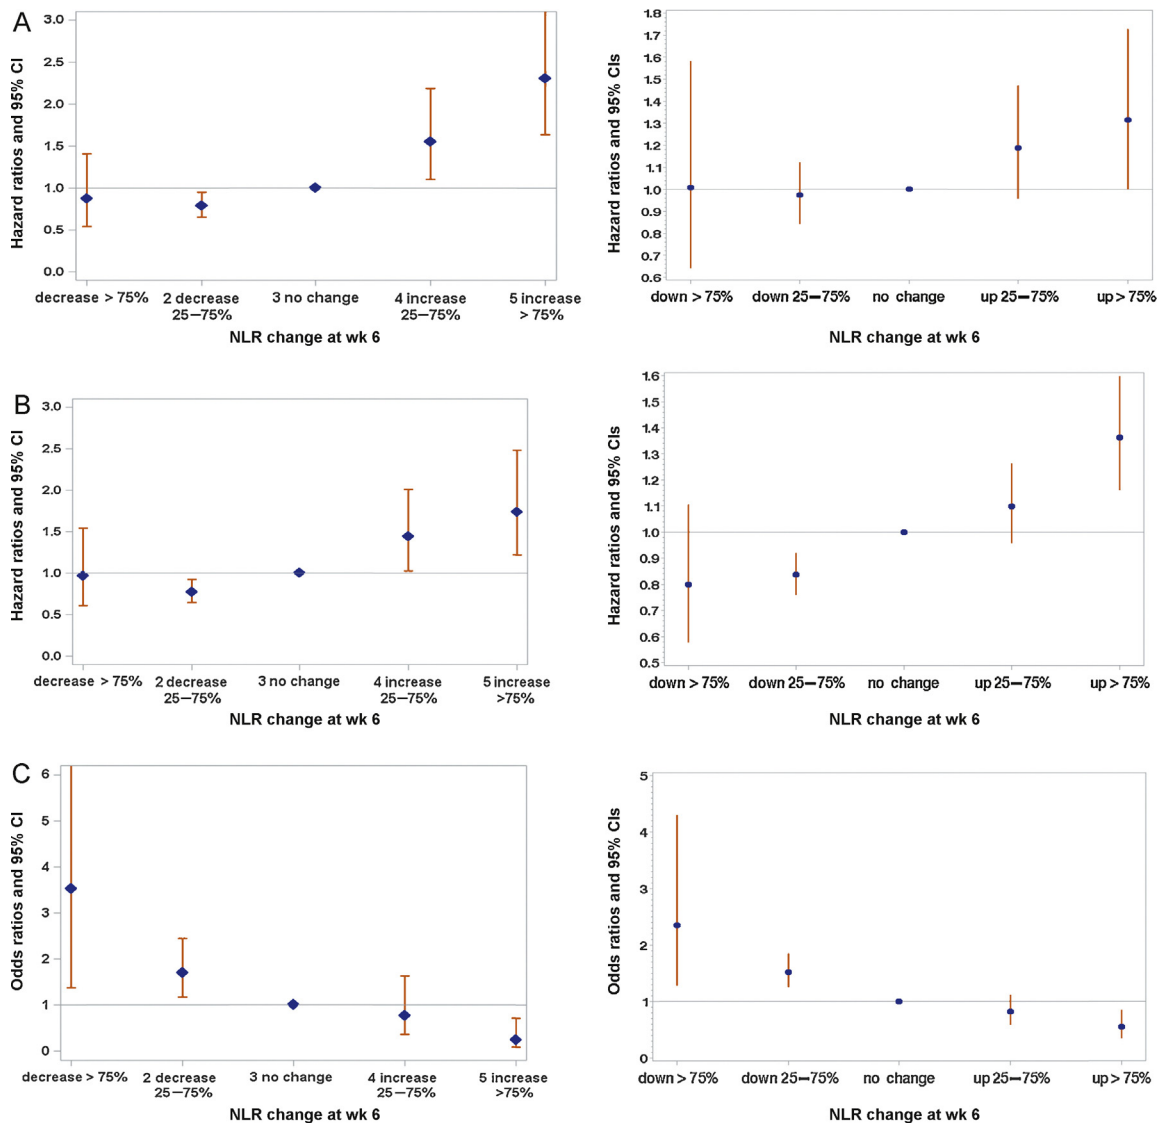 A
Hazard ratios and 95% CI
3.0
2.5
2.0
1.5
1.0
0.5
0.0
decrease > 75%
2 decrease
25–75%
3 no change
4 increase
25–75%
5 increase
> 75%
NLR change at wk 6
Hazard ratios and 95% CIs
1.8
1.7
1.6
1.5
1.4
1.3
1.2
1.1
1.0
0.9
0.8
0.7
0.6
down > 75%
down 25–75%
no change
up 25–75%
up > 75%
NLR change at wk 6
B
Hazard ratios and 95% CI
3.0
2.5
2.0
1.5
1.0
0.5
0.0
decrease > 75%
2 decrease
25–75%
3 no change
4 increase
25–75%
5 increase
>75%
NLR change at wk 6
Hazard ratios and 95% CIs
1.6
1.5
1.4
1.3
1.2
1.1
1.0
0.9
0.8
0.7
0.6
0.5
down > 75%
down 25–75%
no change
up 25–75%
up > 75%
NLR change at wk 6
C
Odds ratios and 95% CI
6
5
4
3
2
1
0
decrease > 75%
2 decrease
25–75%
3 no change
4 increase
25–75%
5 increase
>75%
NLR change at wk 6
Odds ratios and 95% CIs
5
4
3
2
1
0
down > 75%
down 25–75%
no change
up 25–75%
up > 75%
NLR change at wk 6